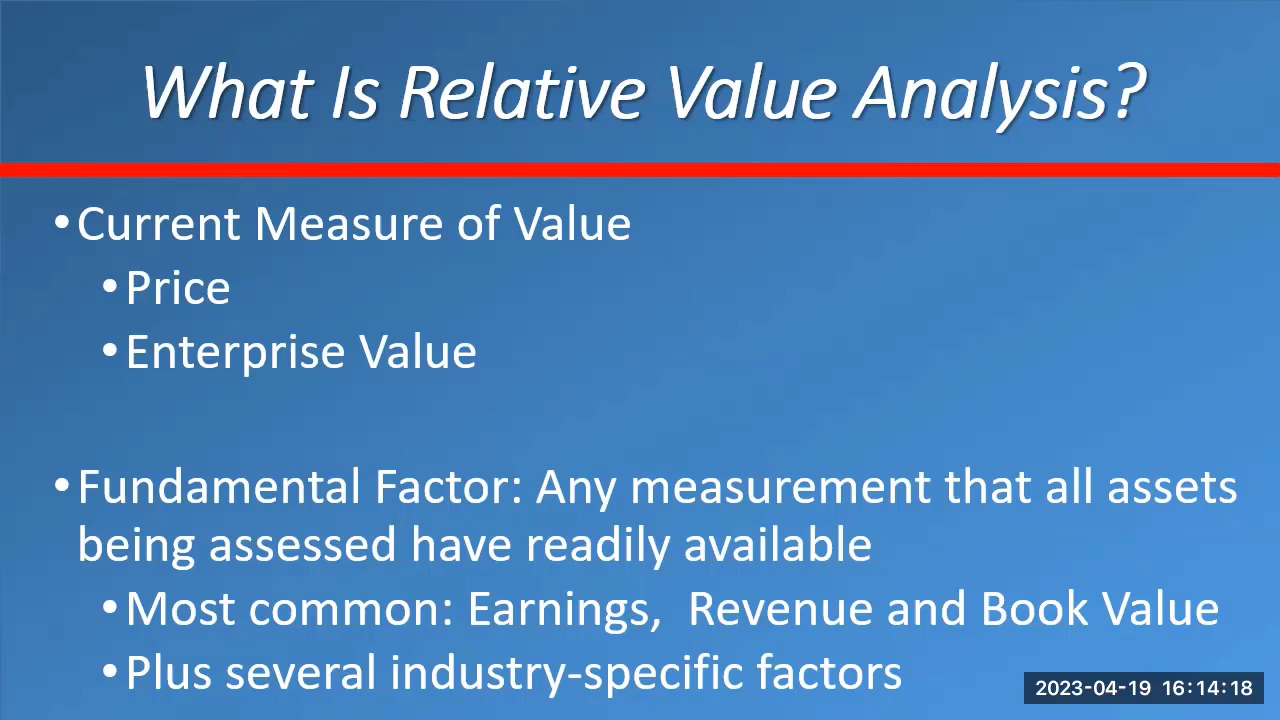 What Is Relative Value Analysis?
•Current Measure of Value
•Price
•Enterprise Value
•Fundamental Factor: Any measurement that all assets
being assessed have readily available
•Most common: Earnings,  Revenue and Book Value
•Plus several industry-specific factors
2023-04-19 16:14:18